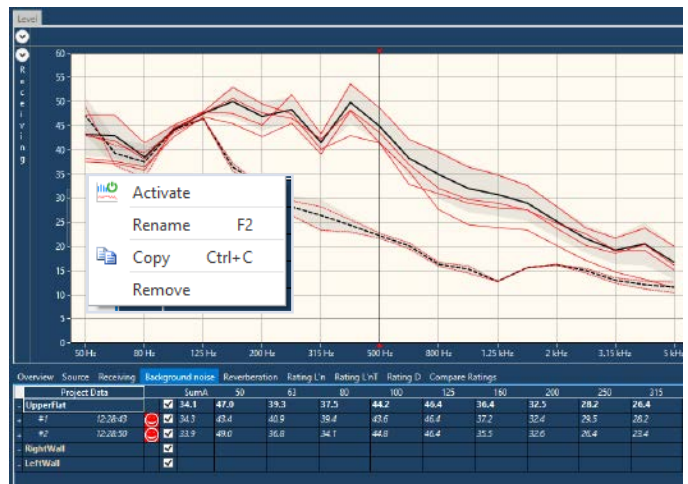 Level
60
55
50
45
40
35
30
25
20
15
10
5
0
Receiving
Activate
Rename F2
Copy Ctrl+C
Remove
50 Hz 80 Hz 125 Hz 200 Hz 315 Hz 500 Hz 800 Hz 1.25 kHz 2 kHz 3.15 kHz 5 kHz
Overview Source Receiving Background noise Reverberation Rating L'n Rating L'nT Rating D Compare Ratings
Project Data SumA 50 63 80 100 125 160 200 250 315
UpperFlat 34.1 47.0 39.3 37.5 44.2 46.4 36.4 32.5 28.2 26.4
#1 12:28:43 34.3 43.4 40.9 39.4 43.6 46.4 37.2 32.4 29.5 28.2
#2 12:28:50 33.9 49.0 36.8 34.1 44.8 46.4 35.5 32.6 26.4 23.4
RightWall
LeftWall